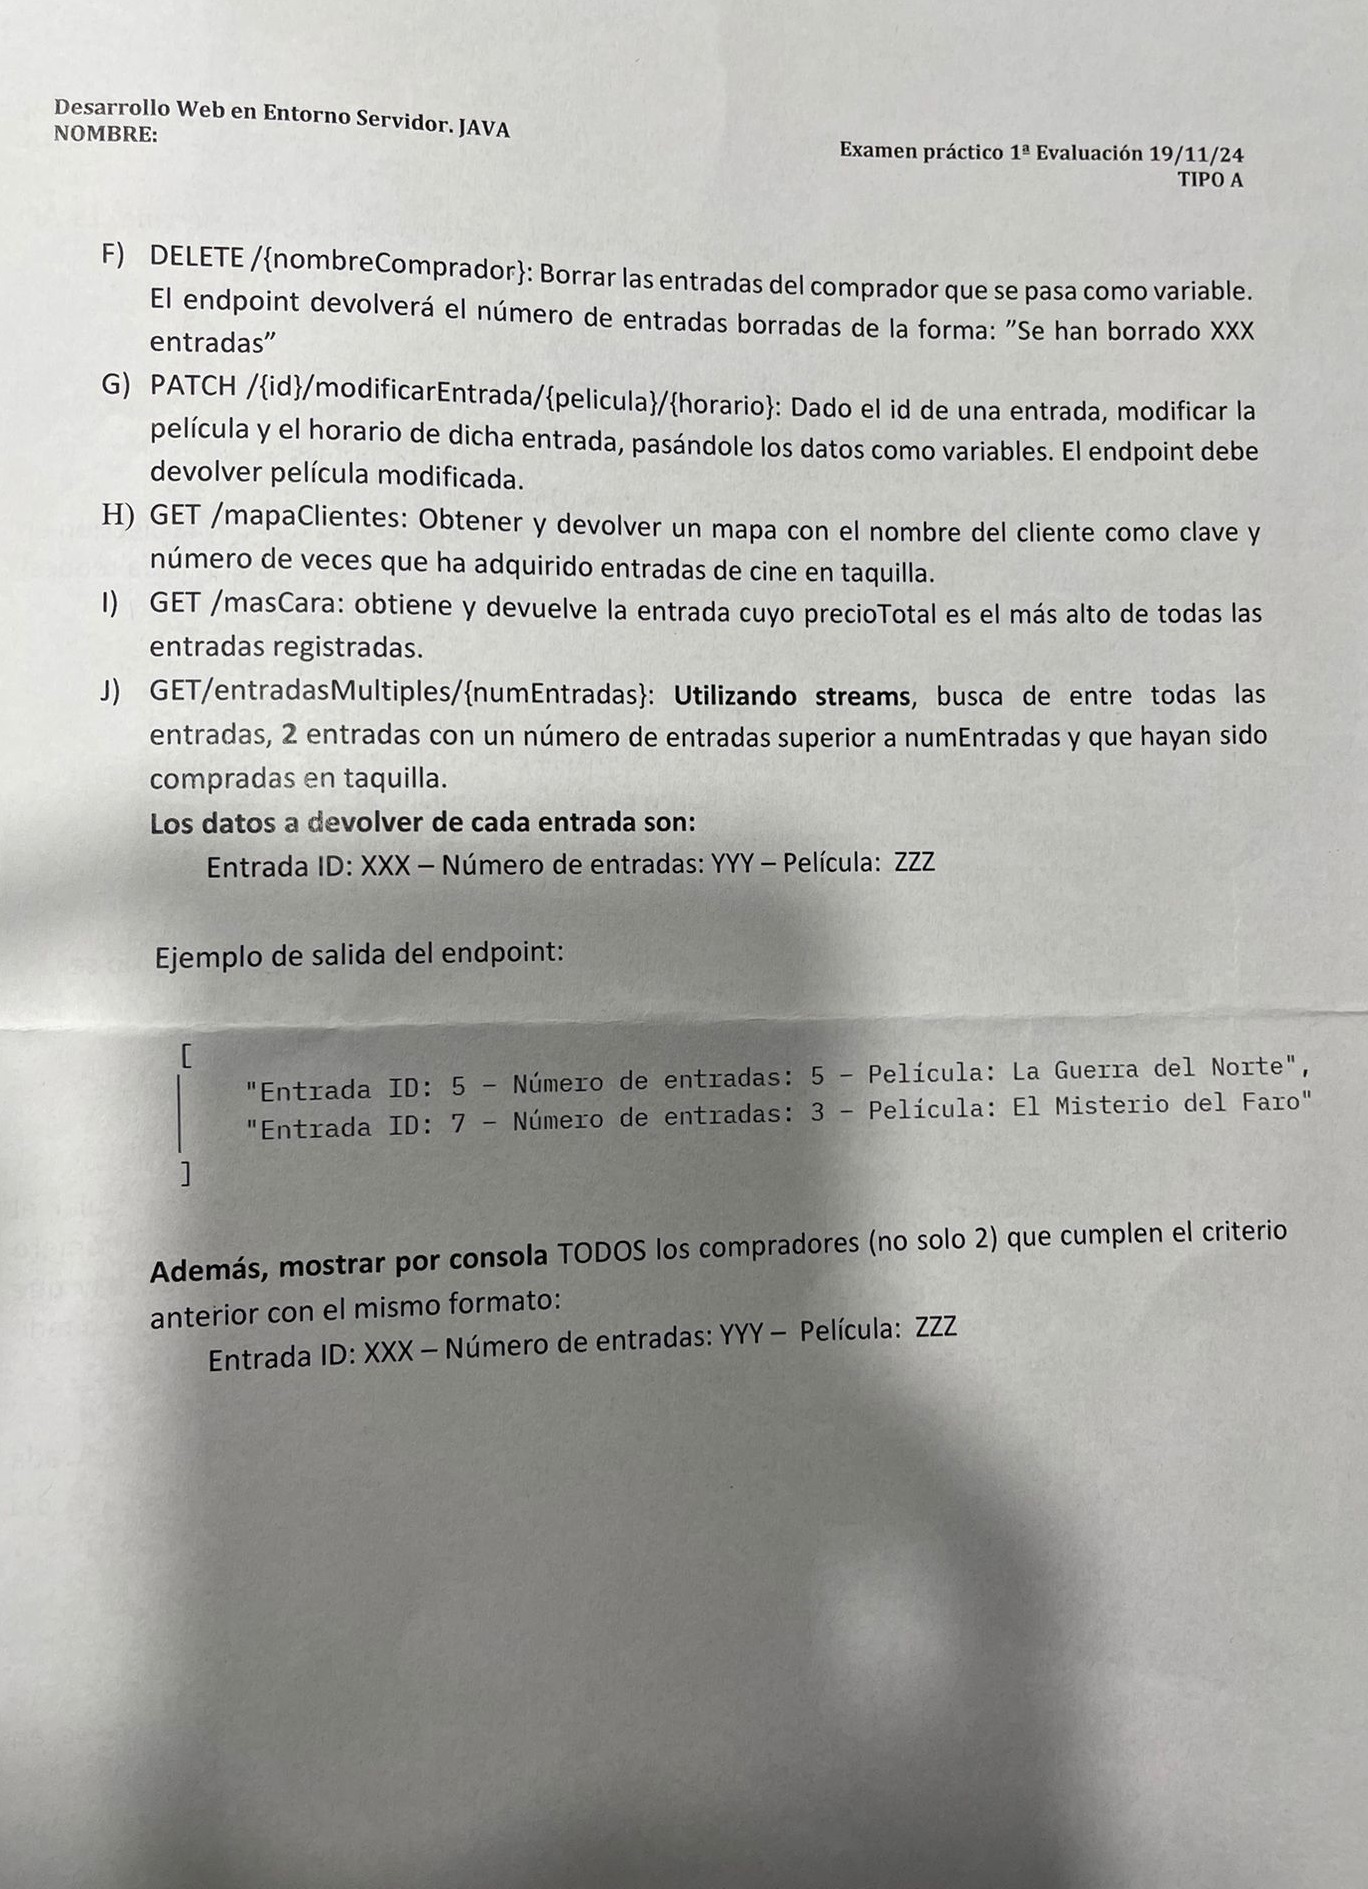 Desarrollo Web en Entorno Servidor. JAVA
NOMBRE:
Examen práctico 1ª Evaluación 19/11/24
TIPO A
F) DELETE /{nombreComprador}: Borrar las entradas del comprador que se pasa como variable.
El endpoint devolverá el número de entradas borradas de la forma: ”Se han borrado XXX
entradas”
G) PATCH /{id}/modificarEntrada/{pelicula}/{horario}: Dado el id de una entrada, modificar la
película y el horario de dicha entrada, pasándole los datos como variables. El endpoint debe
devolver película modificada.
H) GET /mapaClientes: Obtener y devolver un mapa con el nombre del cliente como clave y
número de veces que ha adquirido entradas de cine en taquilla.
I) GET /masCara: obtiene y devuelve la entrada cuyo precioTotal es el más alto de todas las
entradas registradas.
J) GET/entradasMultiples/{numEntradas}: Utilizando streams, busca de entre todas las
entradas, 2 entradas con un número de entradas superior a numEntradas y que hayan sido
compradas en taquilla.
Los datos a devolver de cada entrada son:
Entrada ID: XXX – Número de entradas: YYY – Película: ZZZ
Ejemplo de salida del endpoint:
[
"Entrada ID: 5 - Número de entradas: 5 - Película: La Guerra del Norte",
"Entrada ID: 7 - Número de entradas: 3 - Película: El Misterio del Faro"
]
Además, mostrar por consola TODOS los compradores (no solo 2) que cumplen el criterio
anterior con el mismo formato:
Entrada ID: XXX – Número de entradas: YYY – Película: ZZZ